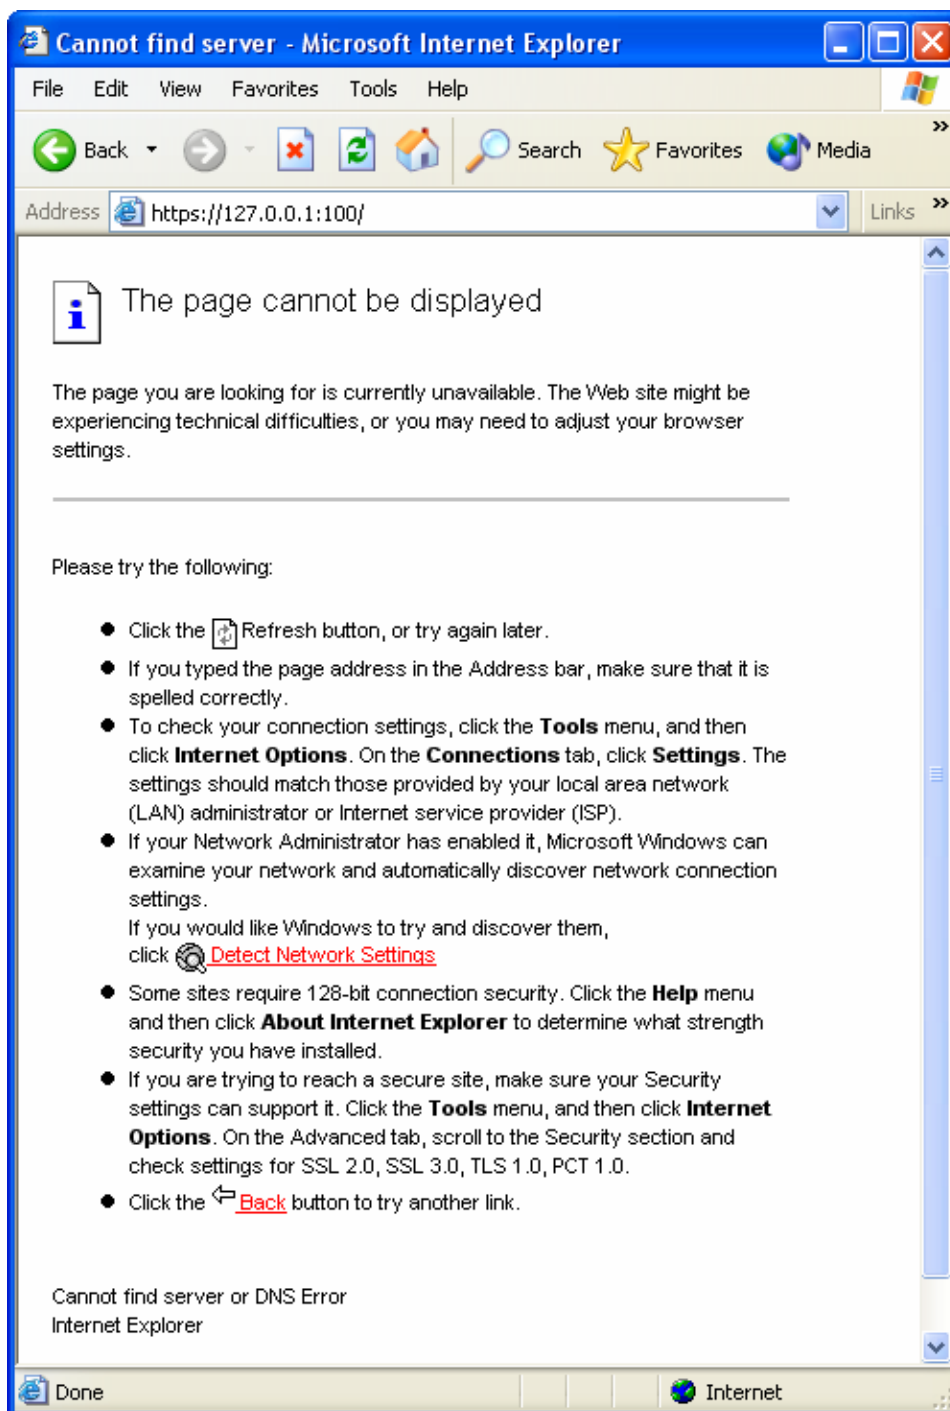 Cannot find server - Microsoft Internet Explorer
File Edit View Favorites Tools Help
Back Search Favorites Media »
Address https://127.0.0.1:100/ Links »
The page cannot be displayed
The page you are looking for is currently unavailable. The Web site might be
experiencing technical difficulties, or you may need to adjust your browser
settings.
Please try the following:
● Click the Refresh button, or try again later.
● If you typed the page address in the Address bar, make sure that it is
spelled correctly.
● To check your connection settings, click the Tools menu, and then
click Internet Options. On the Connections tab, click Settings. The
settings should match those provided by your local area network
(LAN) administrator or Internet service provider (ISP).
● If your Network Administrator has enabled it, Microsoft Windows can
examine your network and automatically discover network connection
settings.
If you would like Windows to try and discover them,
click Detect Network Settings
● Some sites require 128-bit connection security. Click the Help menu
and then click About Internet Explorer to determine what strength
security you have installed.
● If you are trying to reach a secure site, make sure your Security
settings can support it. Click the Tools menu, and then click Internet
Options. On the Advanced tab, scroll to the Security section and
check settings for SSL 2.0, SSL 3.0, TLS 1.0, PCT 1.0.
● Click the Back button to try another link.
Cannot find server or DNS Error
Internet Explorer
Done Internet